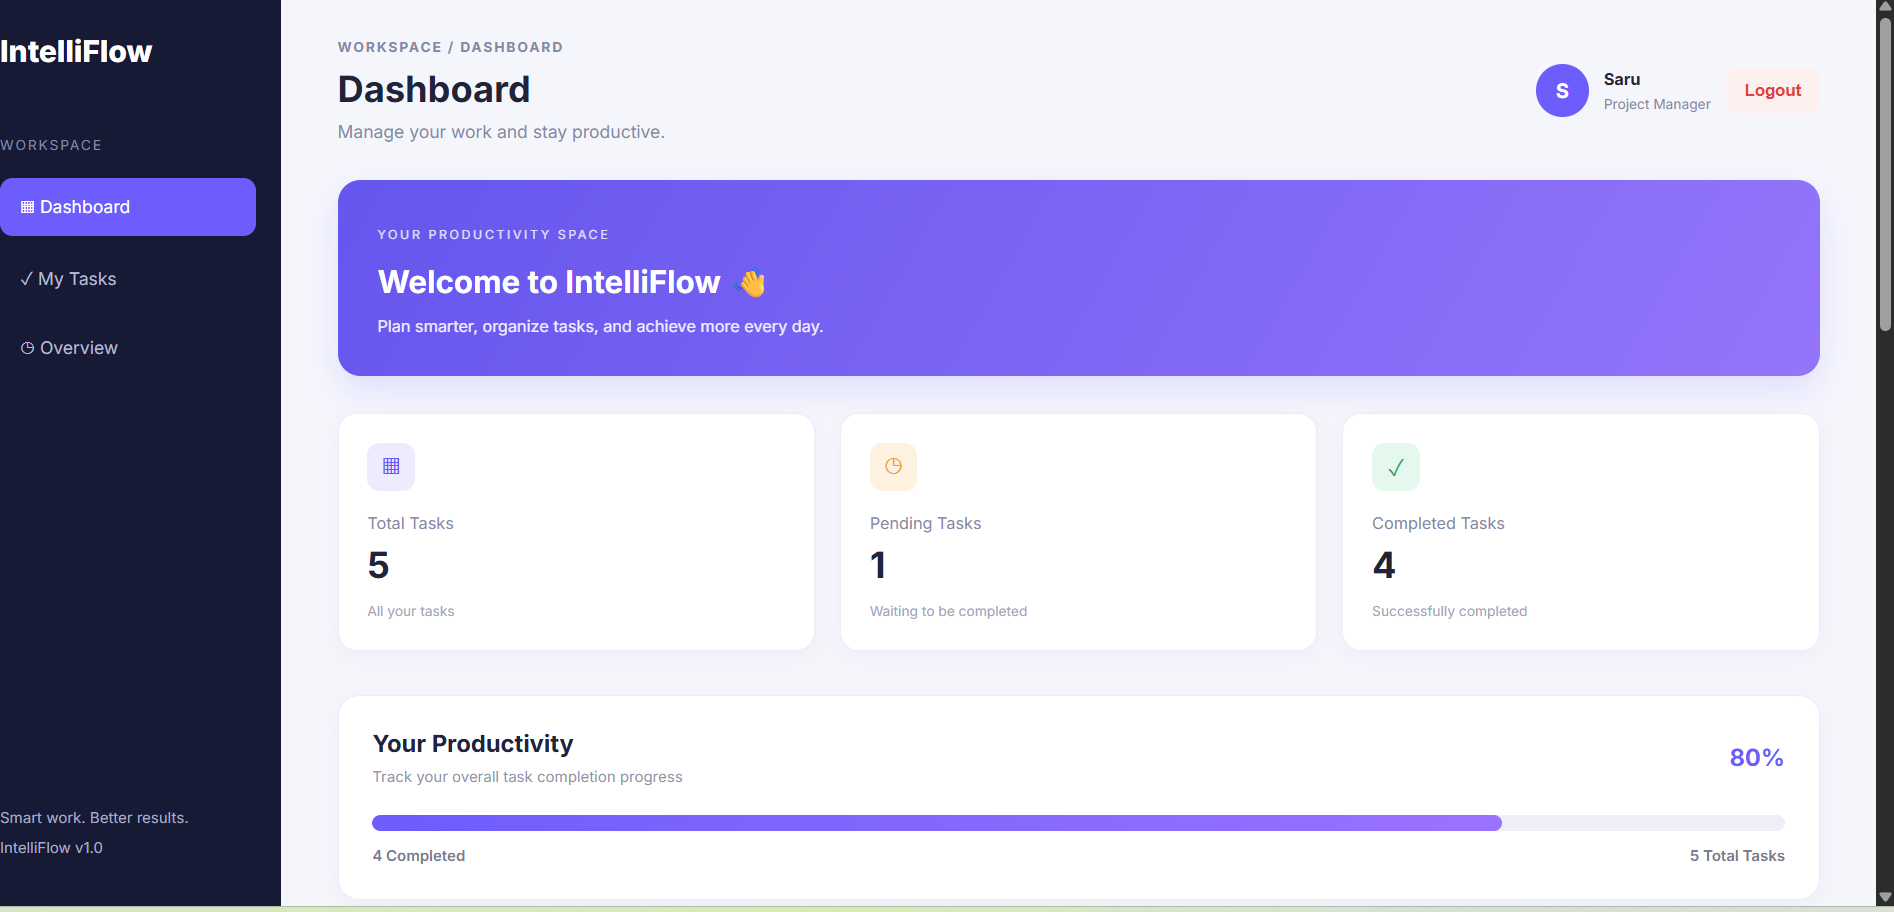 IntelliFlow
WORKSPACE
Dashboard
My Tasks
Overview
Smart work. Better results.
IntelliFlow v1.0
WORKSPACE / DASHBOARD
Dashboard
Manage your work and stay productive.
S
Saru
Project Manager
Logout
YOUR PRODUCTIVITY SPACE
Welcome to IntelliFlow 👋
Plan smarter, organize tasks, and achieve more every day.
Total Tasks
5
All your tasks
Pending Tasks
1
Waiting to be completed
Completed Tasks
4
Successfully completed
Your Productivity
Track your overall task completion progress
80%
4 Completed
5 Total Tasks